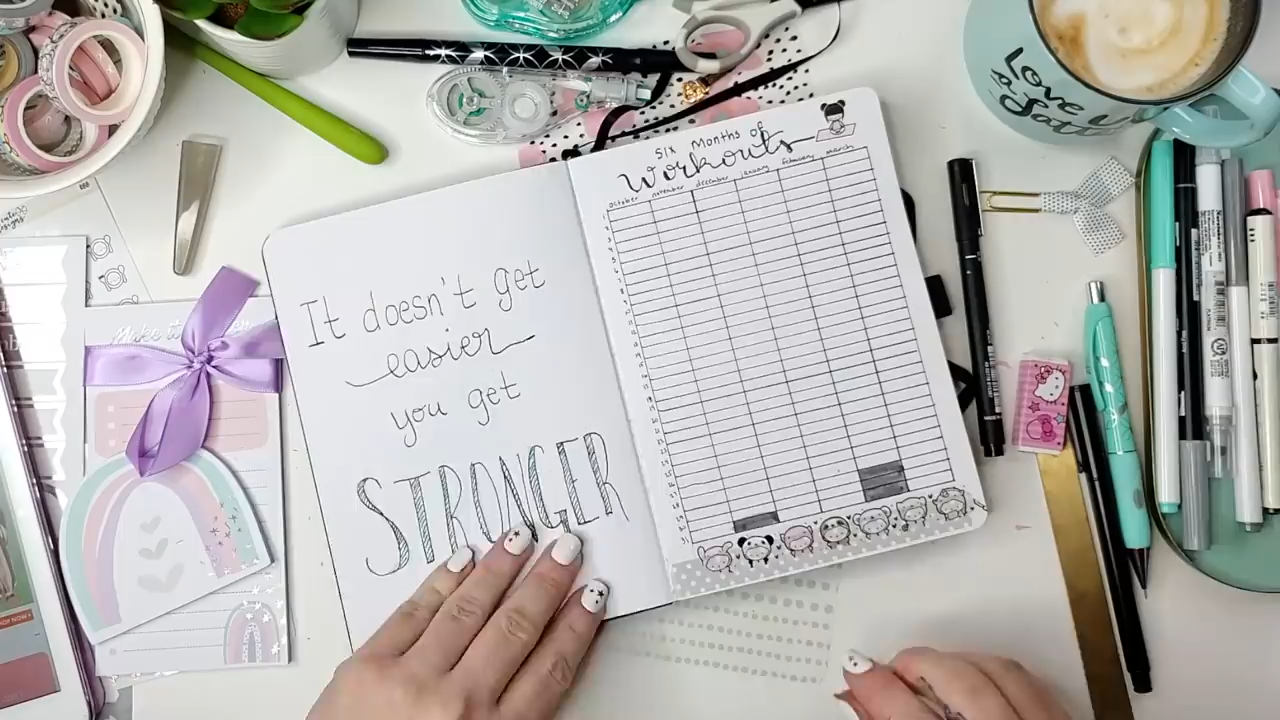 It doesn't get
easier
you get
STRONGER
Six Months of
Workouts
october november december january february march
Make it
Love U
a Latte